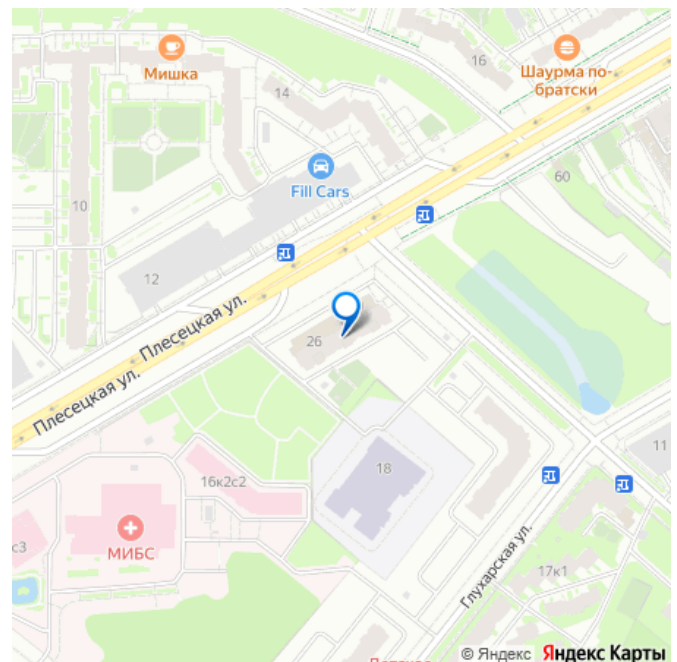 Мишка
16
Шаурма по-
братски
14
Fill Cars
60
10
12
Плесецкая ул.
26
Плесецкая ул.
11
18
16к2с2
МИБС
с3
17к1
Глухарская ул.
© Яндекс Яндекс Карты